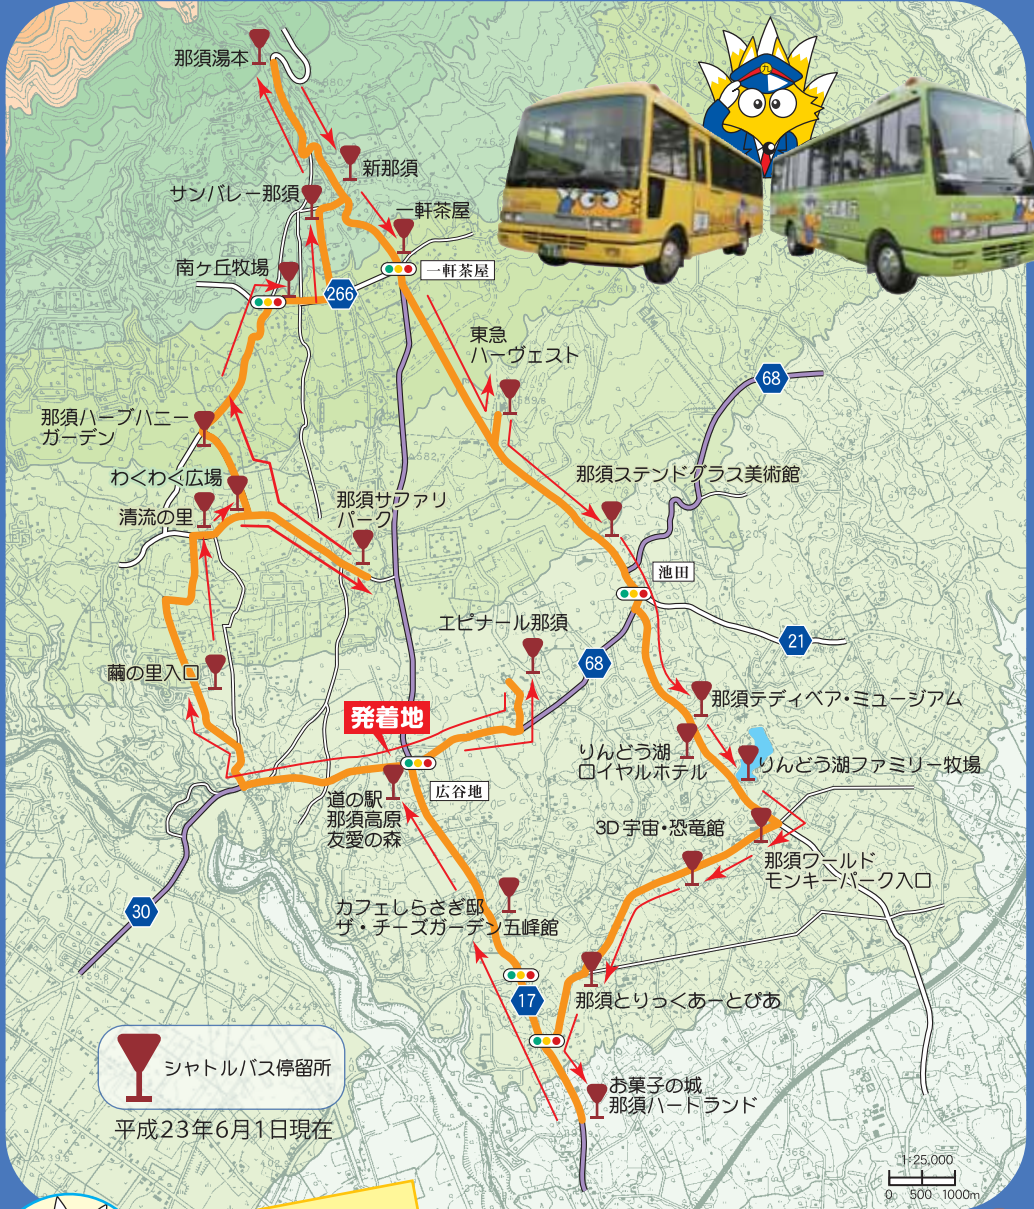 那須湯本
新那須
サンバレー那須
一軒茶屋
南ヶ丘牧場
一軒茶屋
266
東急
ハーヴェスト
68
那須ハーブハニー
ガーデン
わくわく広場
那須ステンドグラス美術館
清流の里
那須サファリ
パーク
池田
エピナール那須
21
68
繭の里入口
那須テディベア・ミュージアム
発着地
りんどう湖
ロイヤルホテル
りんどう湖ファミリー牧場
広谷地
道の駅
那須高原
友愛の森
3D宇宙・恐竜館
那須ワールド
モンキーパーク入口
30
カフェしらさぎ邸
ザ・チーズガーデン五峰館
17
那須とりっくあーとぴあ
シャトルバス停留所
お菓子の城
那須ハートランド
平成23年6月1日現在
1:25,000
0 500 1000m